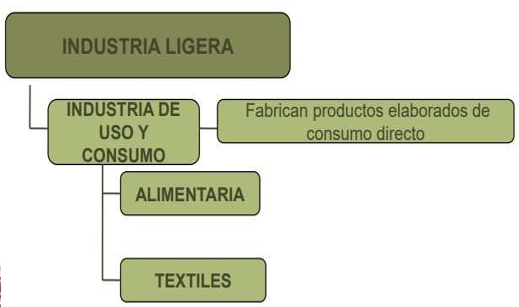 INDUSTRIA LIGERA
INDUSTRIA DE
USO Y
CONSUMO
Fabrican productos elaborados de
consumo directo
ALIMENTARIA
TEXTILES